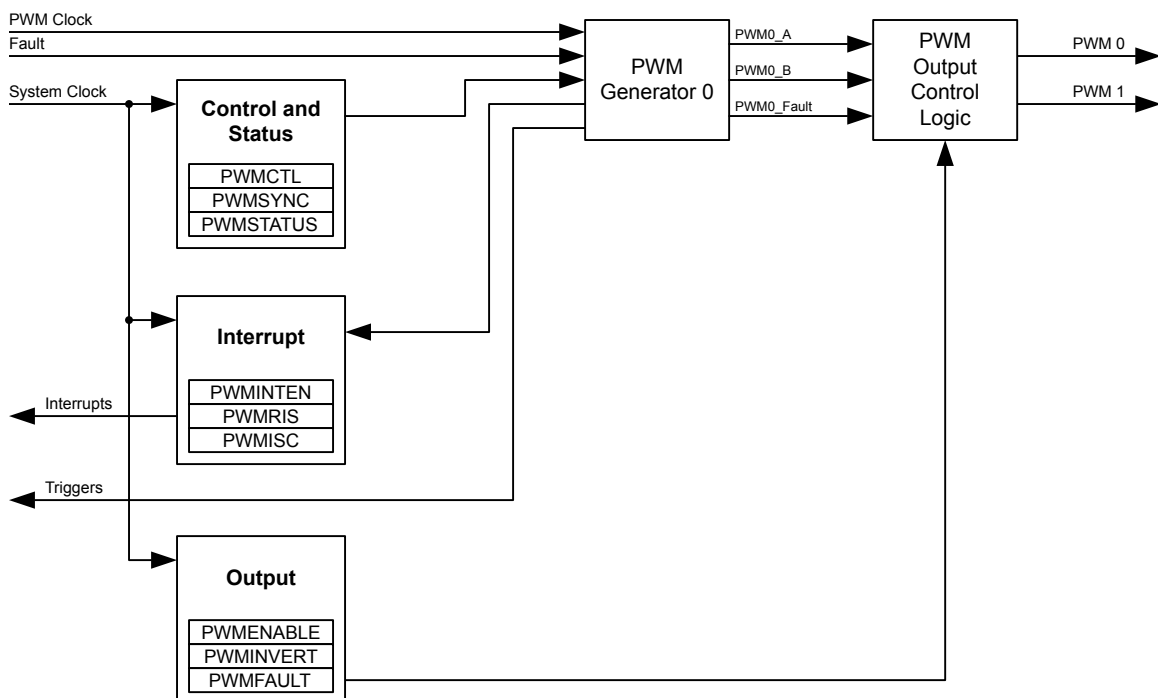 PWM Clock
Fault
System Clock
Control and
Status
PWMCTL
PWMSYNC
PWMSTATUS
Interrupt
PWMINTEN
PWMRIS
PWMISC
Interrupts
Triggers
Output
PWMENABLE
PWMINVERT
PWMFAULT
PWM
Generator 0
PWM0_A
PWM0_B
PWM0_Fault
PWM
Output
Control
Logic
PWM 0
PWM 1